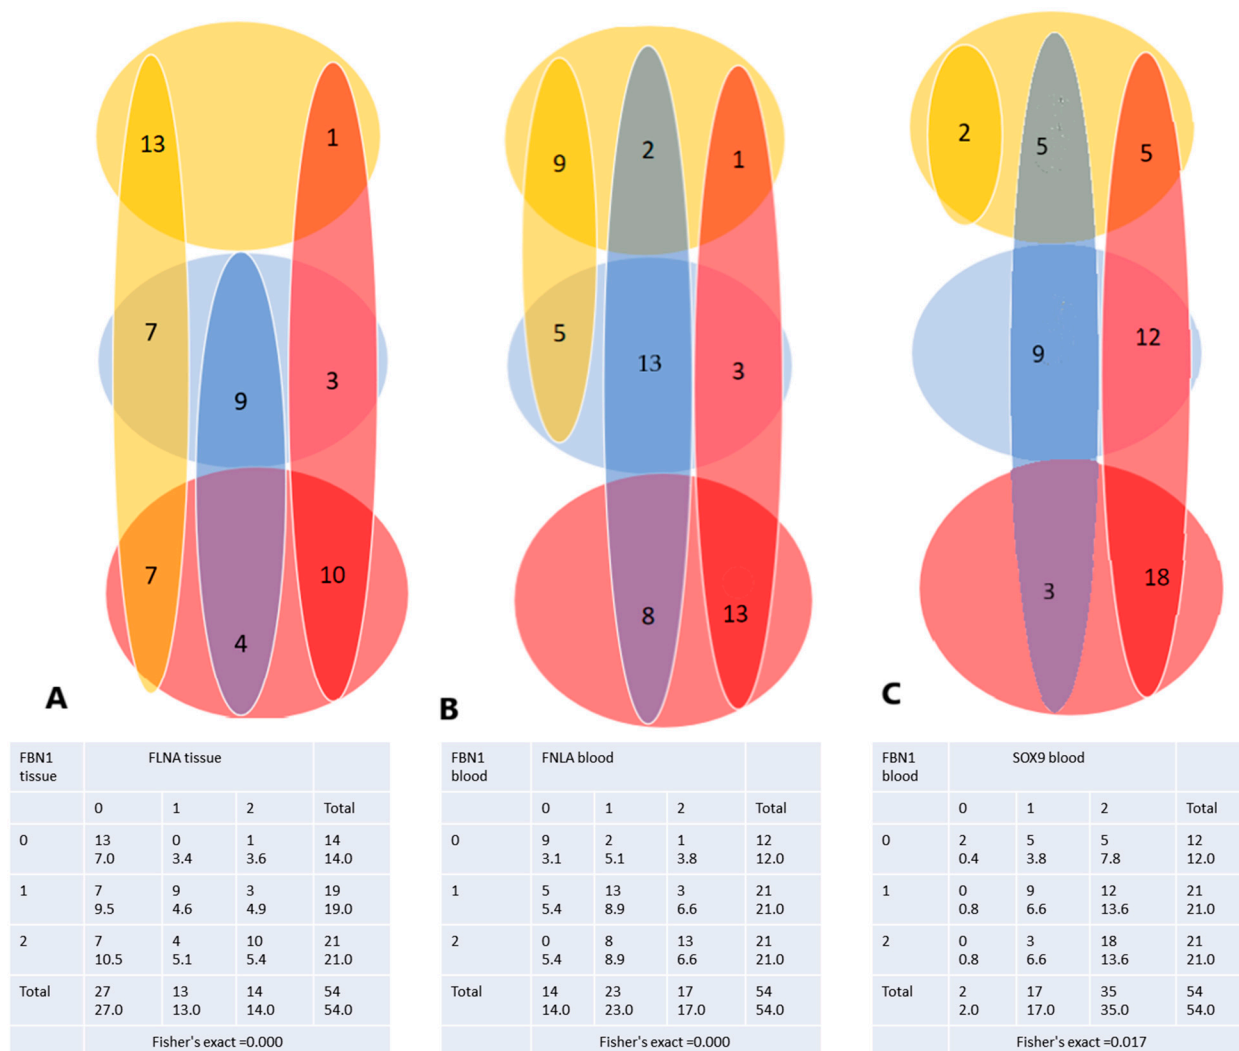 13
1
7
9
3
7
10
4
A
9
2
1
5
13
3
8
13
B
2
5
5
9
12
3
18
C
FBN1 FLNA tissue
tissue
0 1 2 Total
0 13 0 1 14
7.0 3.4 3.6 14.0
1 7 9 3 19
9.5 4.6 4.9 19.0
2 7 4 10 21
10.5 5.1 5.4 21.0
Total 27 13 14 54
27.0 13.0 14.0 54.0
Fisher's exact =0.000
FBN1 FNLA blood
blood
0 1 2 Total
0 9 2 1 12
3.1 5.1 3.8 12.0
1 5 13 3 21
5.4 8.9 6.6 21.0
2 0 8 13 21
5.4 8.9 6.6 21.0
Total 14 23 17 54
14.0 23.0 17.0 54.0
Fisher's exact =0.000
FBN1 SOX9 blood
blood
0 1 2 Total
0 2 5 5 12
0.4 3.8 7.8 12.0
1 0 9 12 21
0.8 6.6 13.6 21.0
2 0 3 18 21
0.8 6.6 13.6 21.0
Total 2 17 35 54
2.0 17.0 35.0 54.0
Fisher's exact =0.017